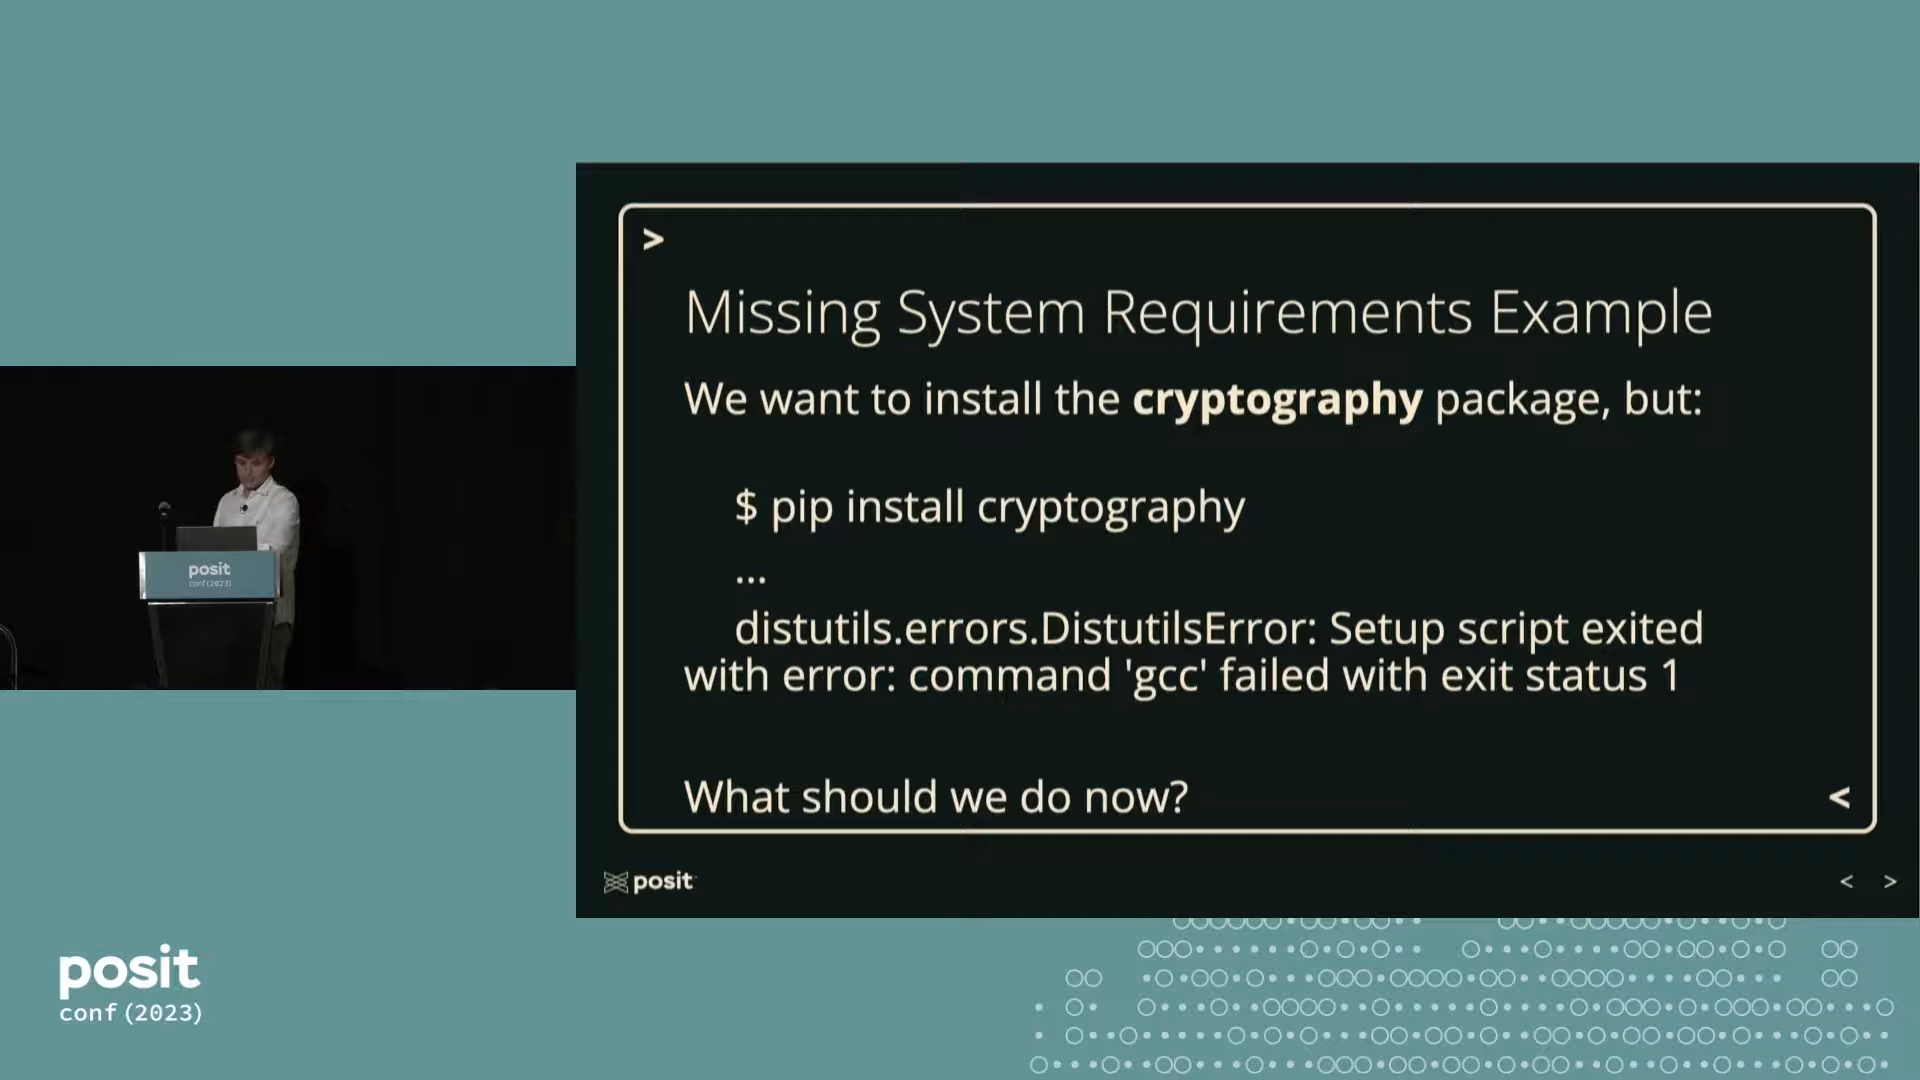 >
Missing System Requirements Example
We want to install the cryptography package, but:
$ pip install cryptography
...
distutils.errors.DistutilsError: Setup script exited
with error: command 'gcc' failed with exit status 1
What should we do now?
<
posit
< >
posit
conf(2023)
posit
conf(2023)